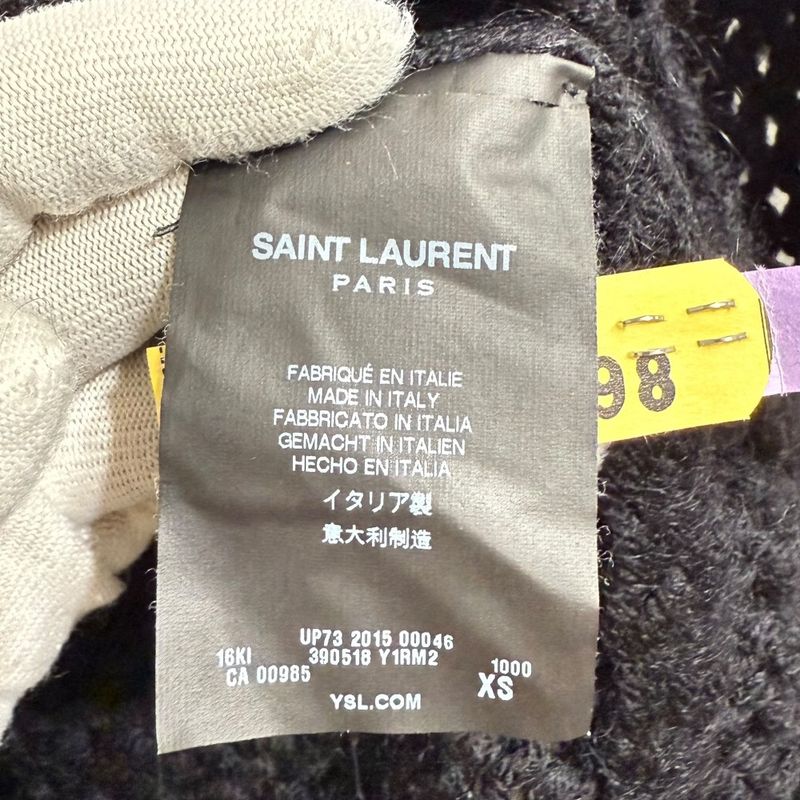 SAINT LAURENT
PARIS
FABRIQUÉ EN ITALIE
MADE IN ITALY
FABBRICATO IN ITALIA
GEMACHT IN ITALIEN
HECHO EN ITALIA
イタリア製
意大利制造
UP73 2015 00046
16KI 390518 Y1RM2 1000
CA 00985 XS
YSL.COM
98